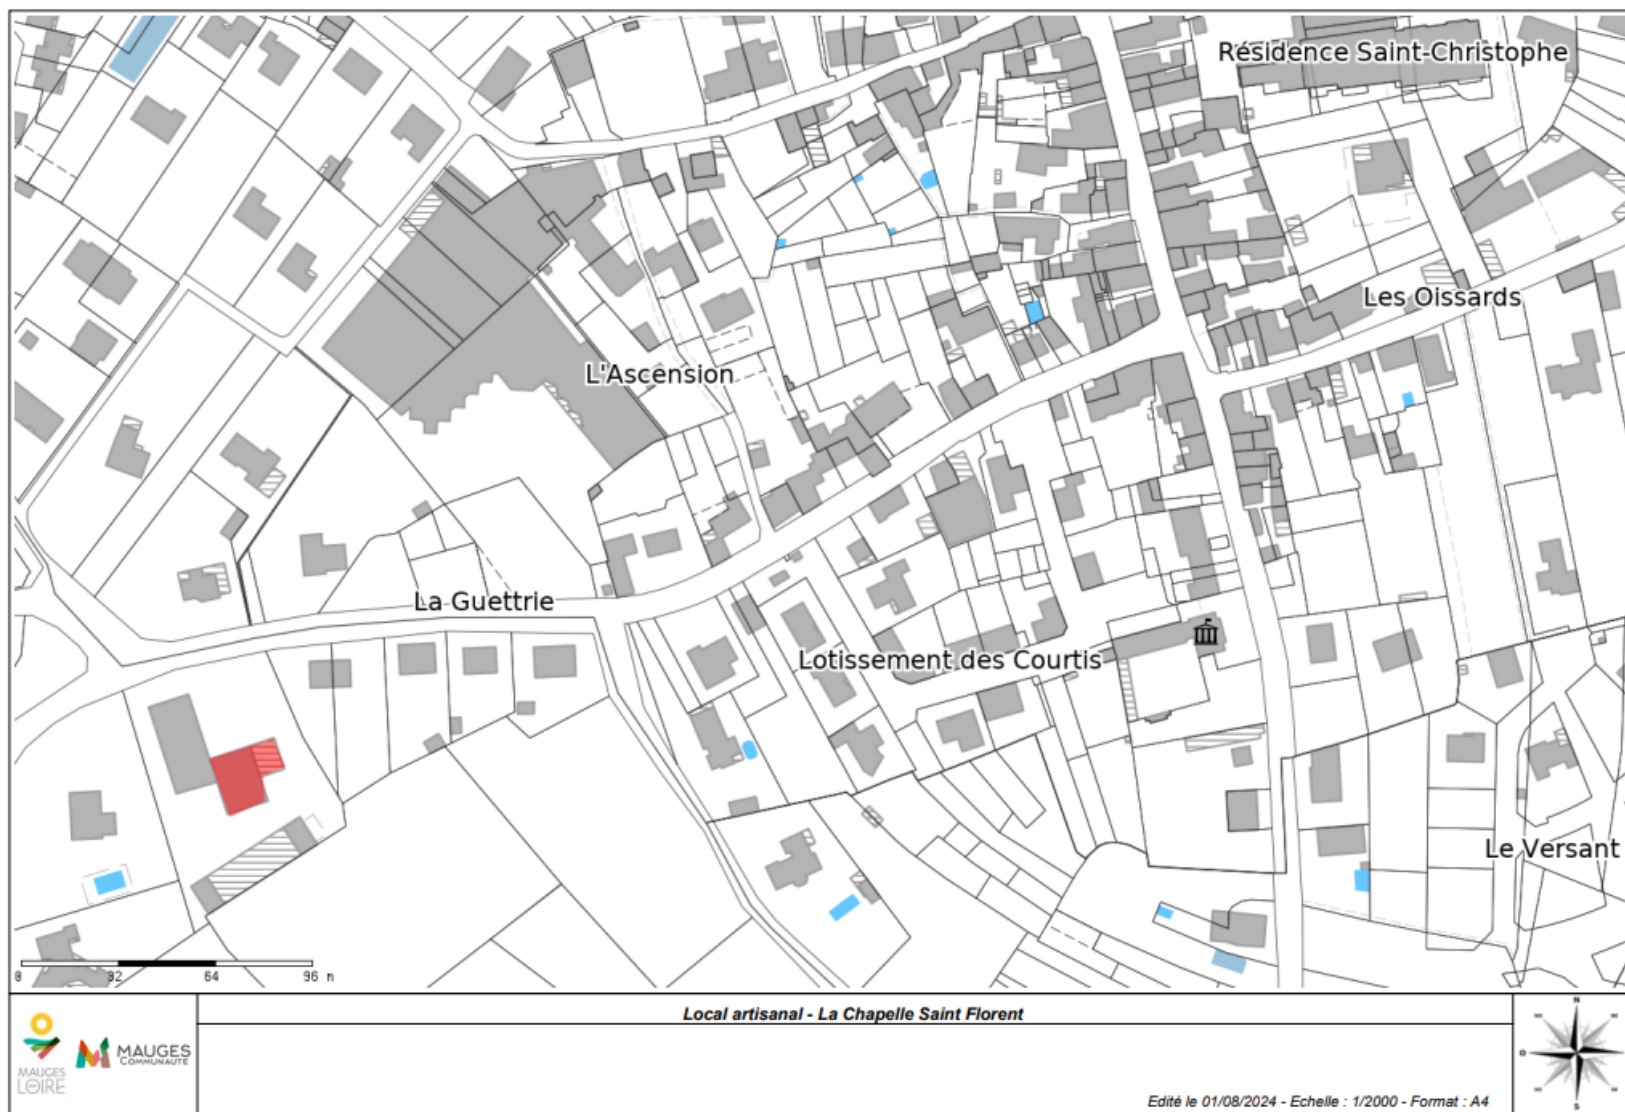 Résidence Saint-Christophe
Les Oissards
L'Ascension
La Guettrie
Lotissement des Courtis
Le Versant
0 32 64 96 m
Local artisanal - La Chapelle Saint Florent
MAUGES
SUR
LOIRE
MAUGES
COMMUNAUTÉ
N
O
S
Edité le 01/08/2024 - Echelle : 1/2000 - Format : A4